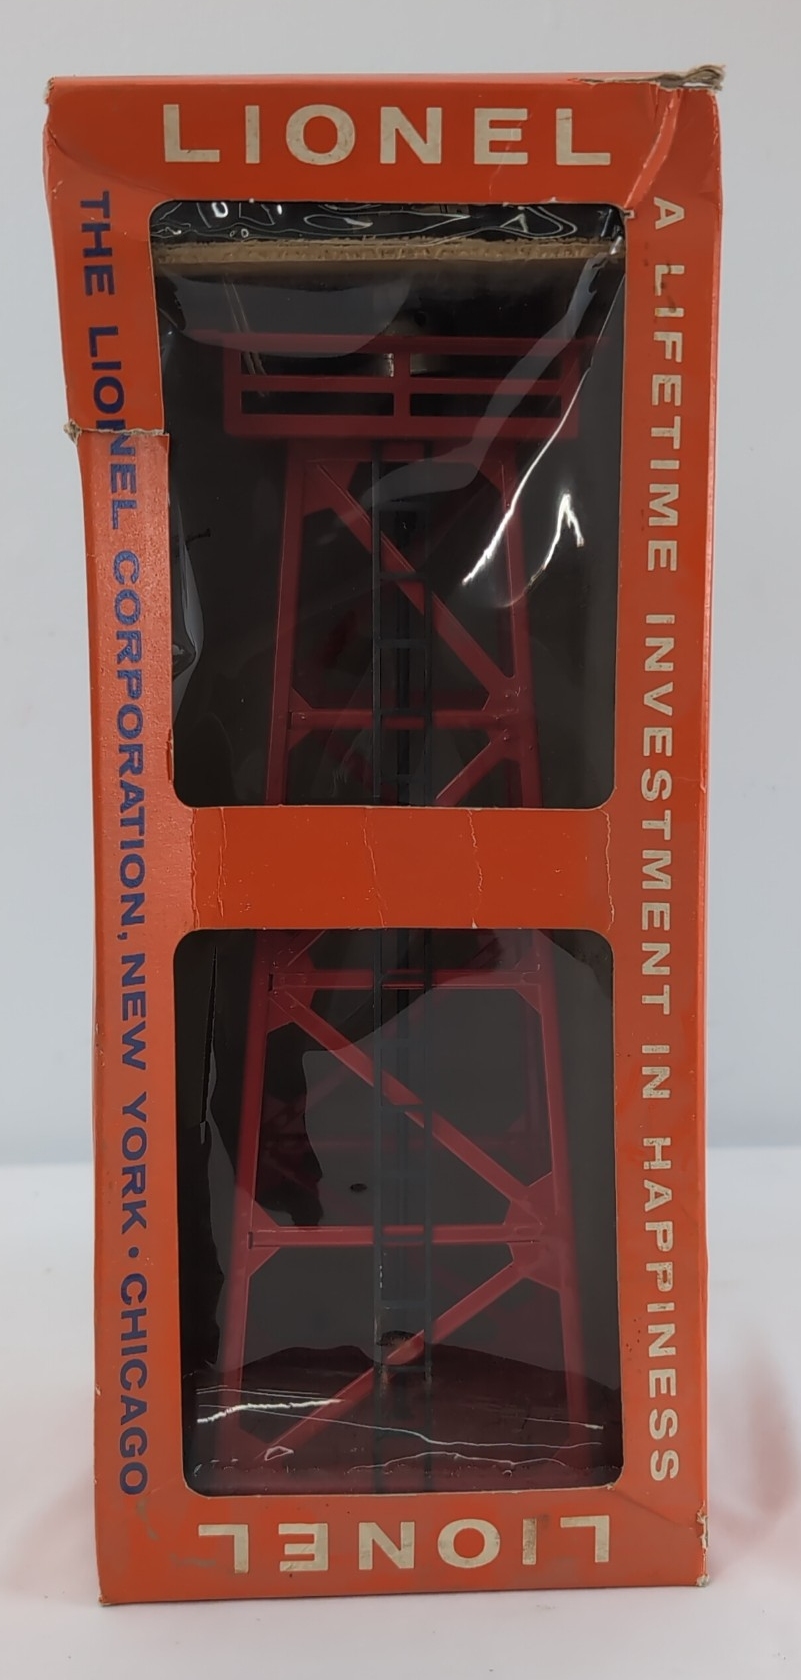 LIONEL
THE LIONEL CORPORATION, NEW YORK • CHICAGO
A LIFETIME INVESTMENT IN HAPPINESS
LIONEL